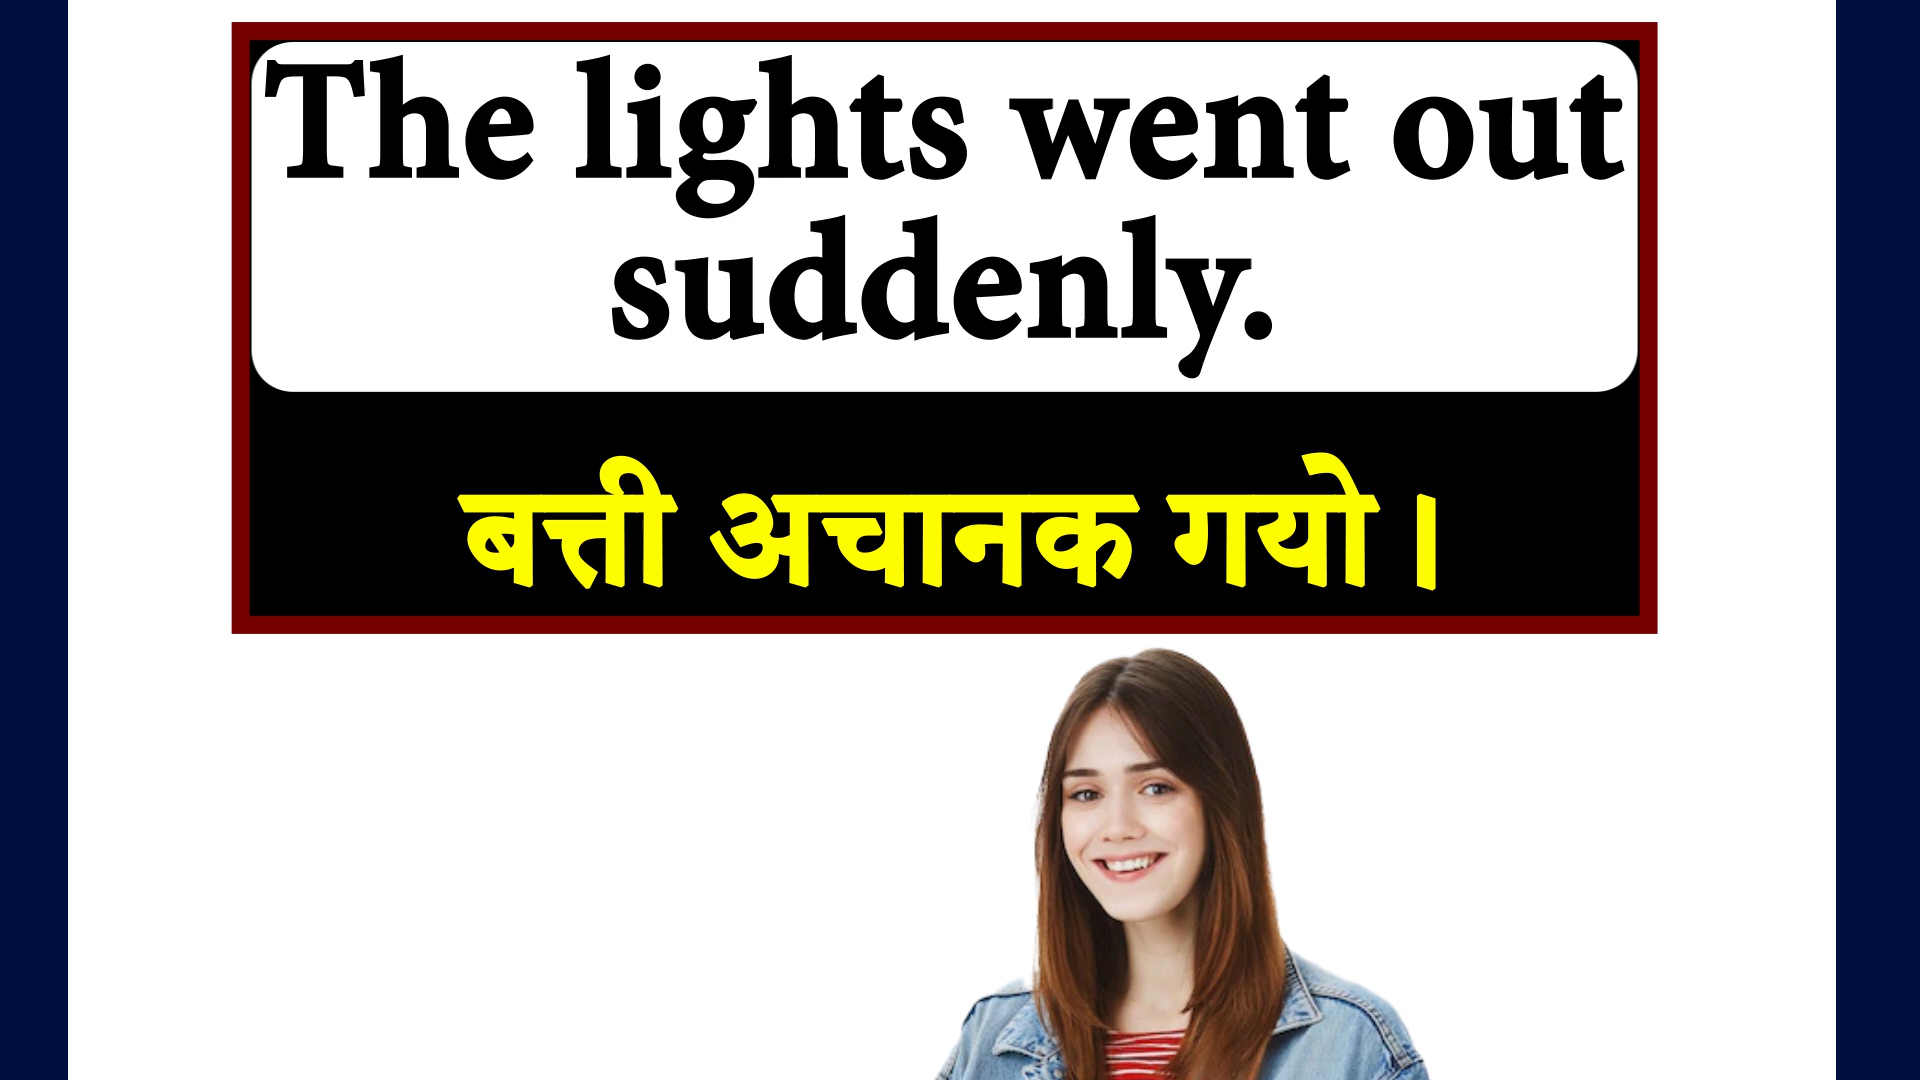 The lights went out
suddenly.
बत्ती अचानक गयो ।